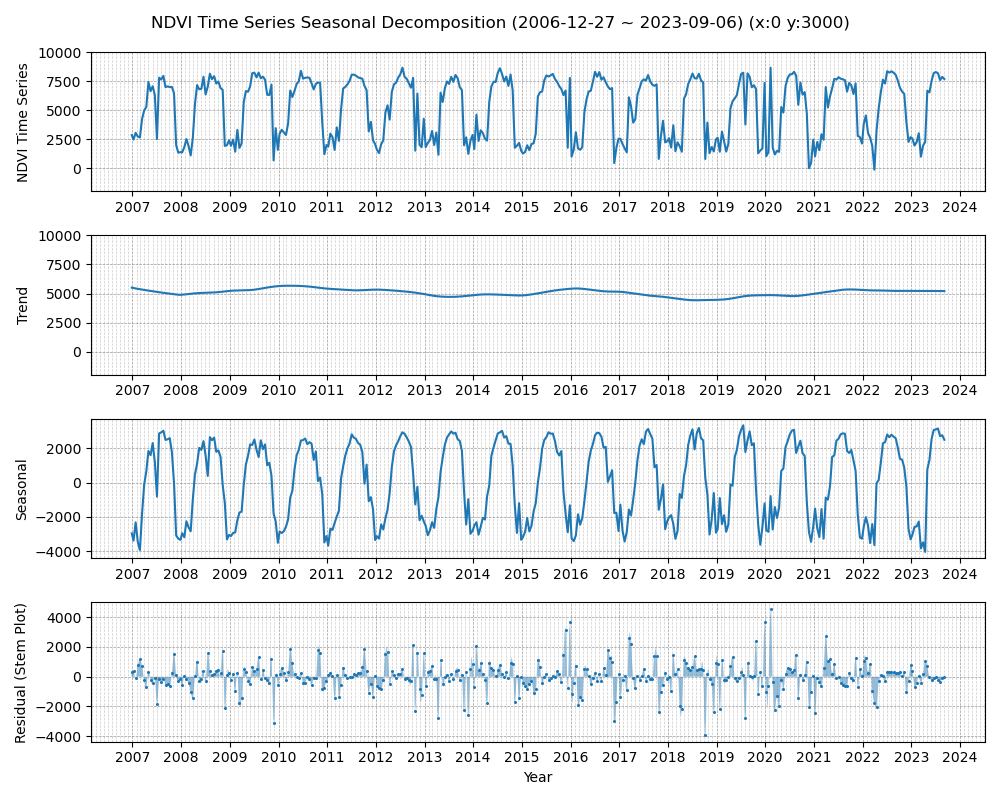 NDVI Time Series Seasonal Decomposition (2006-12-27 ~ 2023-09-06) (x:0 y:3000)
NDVI Time Series
10000
7500
5000
2500
0
2007 2008 2009 2010 2011 2012 2013 2014 2015 2016 2017 2018 2019 2020 2021 2022 2023 2024
Trend
10000
7500
5000
2500
0
2007 2008 2009 2010 2011 2012 2013 2014 2015 2016 2017 2018 2019 2020 2021 2022 2023 2024
Seasonal
2000
0
−2000
−4000
2007 2008 2009 2010 2011 2012 2013 2014 2015 2016 2017 2018 2019 2020 2021 2022 2023 2024
Residual (Stem Plot)
4000
2000
0
−2000
−4000
2007 2008 2009 2010 2011 2012 2013 2014 2015 2016 2017 2018 2019 2020 2021 2022 2023 2024
Year